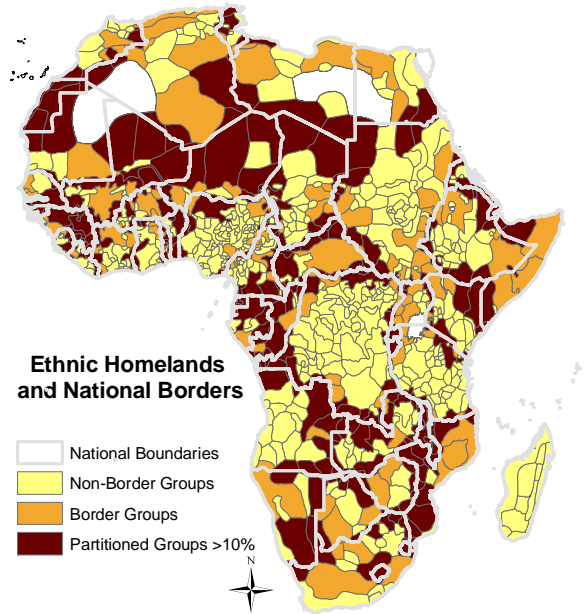 Ethnic Homelands
and National Borders
National Boundaries
Non-Border Groups
Border Groups
Partitioned Groups >10%
N